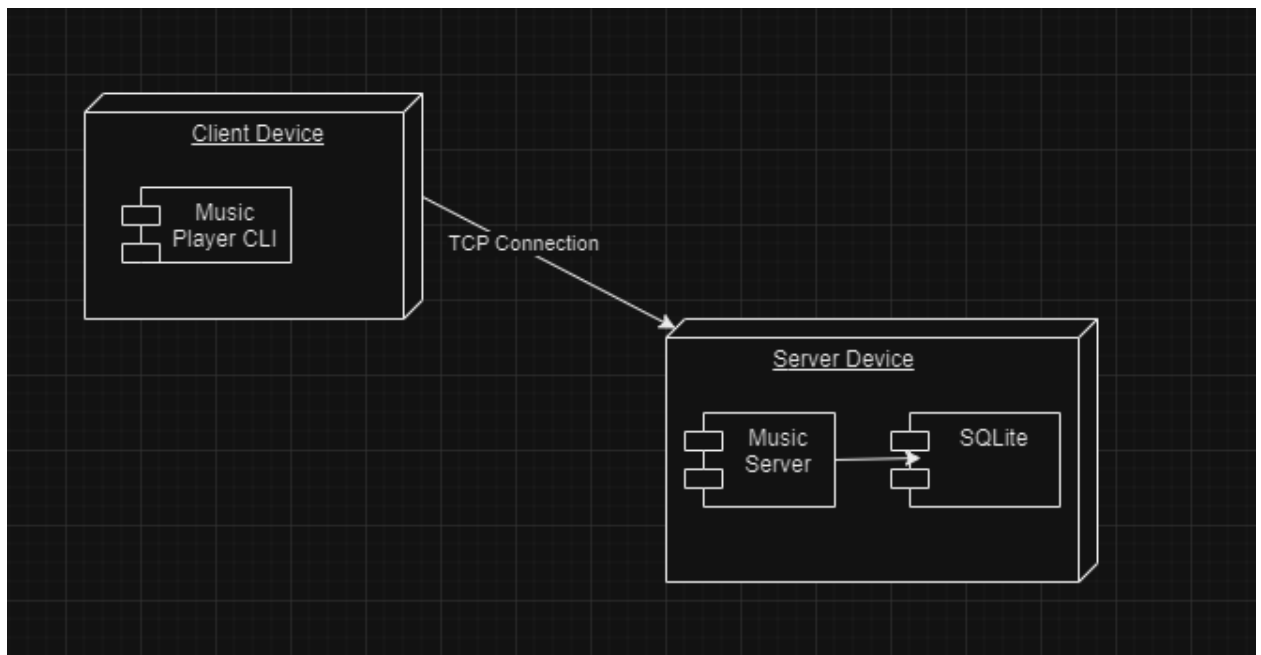 Client Device
Music
Player CLI
TCP Connection
Server Device
Music
Server
SQLite